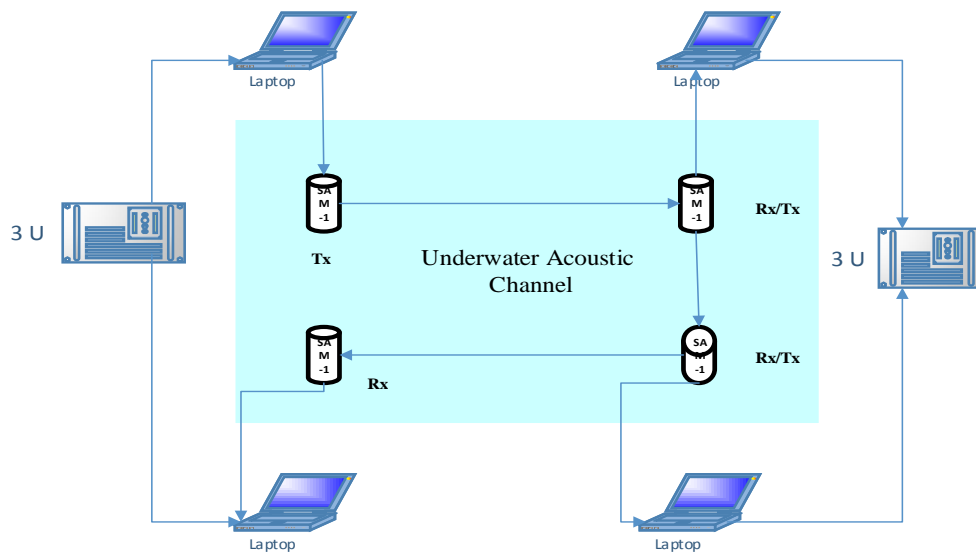 Laptop
Laptop
SA
M
-1
SA
M
-1
Rx/Tx
3 U
Tx
Underwater Acoustic
Channel
3 U
SA
M
-1
SA
M
-1
Rx/Tx
Rx
Laptop
Laptop